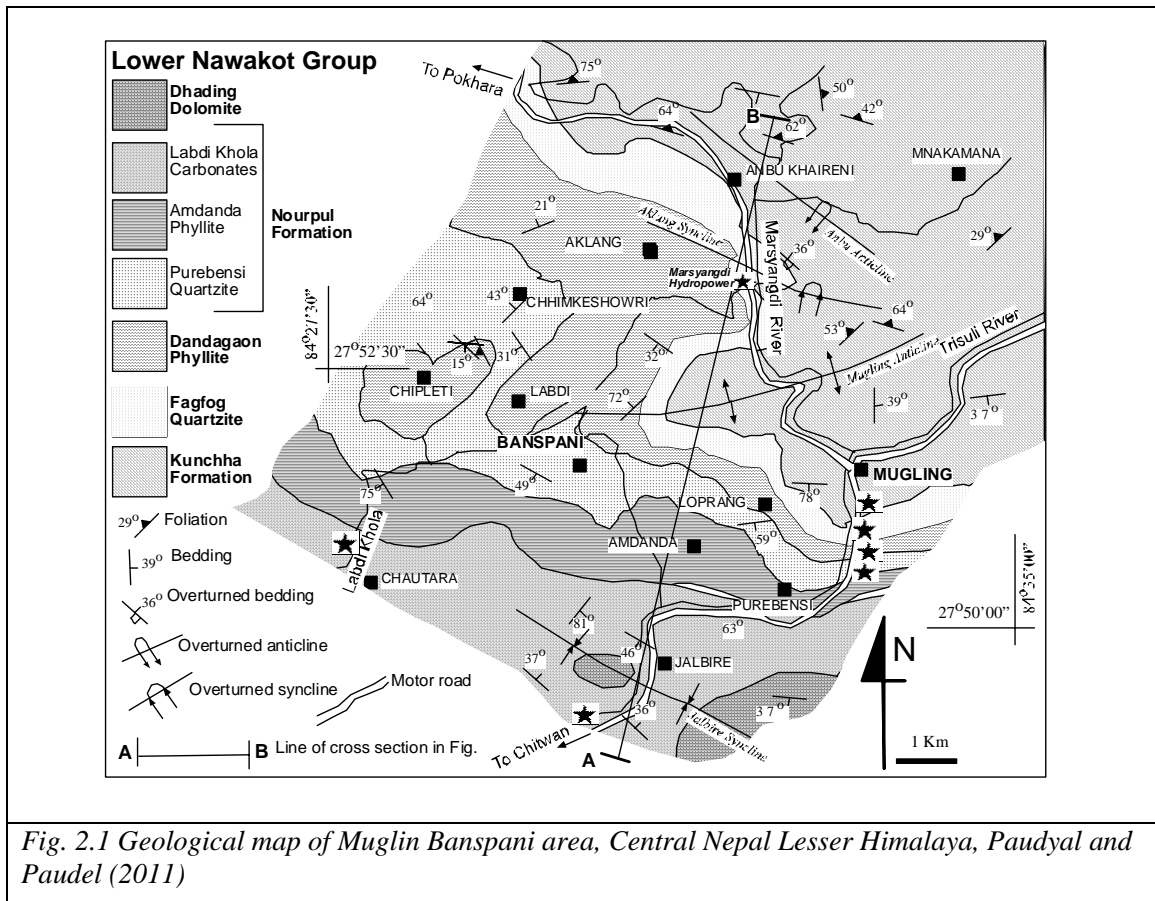 Lower Nawakot Group
Dhading
Dolomite
Labdi Khola
Carbonates
Amdanda
Phyllite
Nourpul
Formation
Purebensi
Quartzite
Dandagaon
Phyllite
Fagfog
Quartzite
Kunchha
Formation
29° Foliation
39° Bedding
36° Overturned bedding
Overturned anticline
Overturned syncline
Motor road
A
B
Line of cross section in Fig.
To Pokhara
75°
50°
42°
B
62°
64°
MNAKAMANA
ANBU KHAIRENI
21°
Aklang Syncline
Anbu Anticline
29°
AKLANG
36°
Marsyangdi River
Marsyangdi
Hydropower
43°
CHHIMKESHOWRI
64°
64°
53°
Trisuli River
84°27'30"
27°52'30"
15°
31°
32°
Mugling Anticline
CHIPLETI
LABDI
72°
39°
37°
BANSPANI
MUGLING
75°
49°
78°
LOPRANG
59°
Labdi Khola
AMDANDA
84°35'00"
CHAUTARA
PUREBENSI
27°50'00"
81°
63°
N
37°
46°
JALBIRE
36°
37°
Jalbire Syncline
To Chitwan
A
1 Km
Fig. 2.1 Geological map of Muglin Banspani area, Central Nepal Lesser Himalaya, Paudyal and
Paudel (2011)